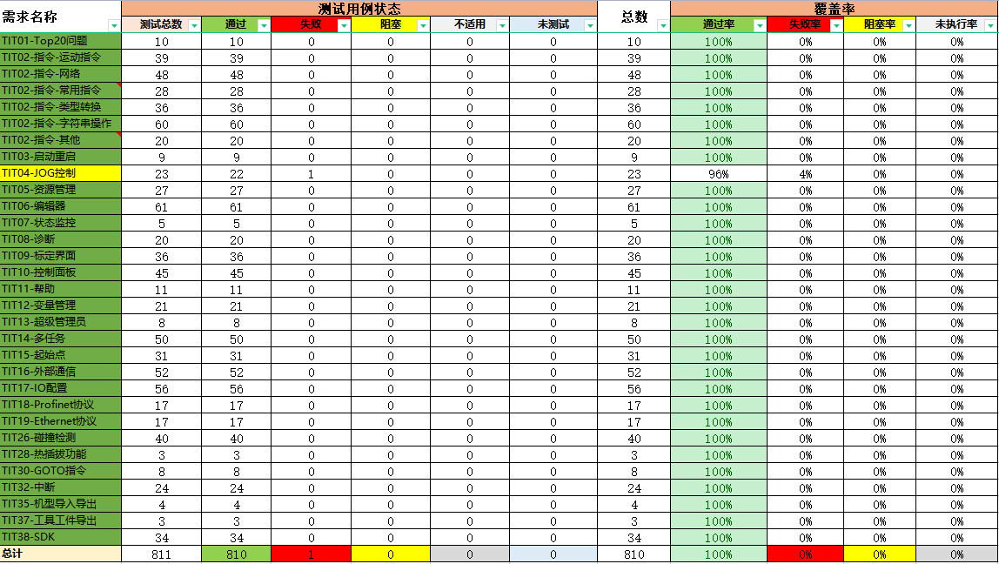 需求名称 测试用例状态 总数 覆盖率
测试总数 通过 失败 阻塞 不适用 未测试 通过率 失败率 阻塞率 未执行率
TIT01-Top20问题 10 10 0 0 0 0 10 100% 0% 0% 0%
TIT02-指令-运动指令 39 39 0 0 0 0 39 100% 0% 0% 0%
TIT02-指令-网络 48 48 0 0 0 0 48 100% 0% 0% 0%
TIT02-指令-常用指令 28 28 0 0 0 0 28 100% 0% 0% 0%
TIT02-指令-类型转换 36 36 0 0 0 0 36 100% 0% 0% 0%
TIT02-指令-字符串操作 60 60 0 0 0 0 60 100% 0% 0% 0%
TIT02-指令-其他 20 20 0 0 0 0 20 100% 0% 0% 0%
TIT03-启动重启 9 9 0 0 0 0 9 100% 0% 0% 0%
TIT04-JOG控制 23 22 1 0 0 0 23 96% 4% 0% 0%
TIT05-资源管理 27 27 0 0 0 0 27 100% 0% 0% 0%
TIT06-编辑器 61 61 0 0 0 0 61 100% 0% 0% 0%
TIT07-状态监控 5 5 0 0 0 0 5 100% 0% 0% 0%
TIT08-诊断 20 20 0 0 0 0 20 100% 0% 0% 0%
TIT09-标定界面 36 36 0 0 0 0 36 100% 0% 0% 0%
TIT10-控制面板 45 45 0 0 0 0 45 100% 0% 0% 0%
TIT11-帮助 11 11 0 0 0 0 11 100% 0% 0% 0%
TIT12-变量管理 21 21 0 0 0 0 21 100% 0% 0% 0%
TIT13-超级管理员 8 8 0 0 0 0 8 100% 0% 0% 0%
TIT14-多任务 50 50 0 0 0 0 50 100% 0% 0% 0%
TIT15-起始点 31 31 0 0 0 0 31 100% 0% 0% 0%
TIT16-外部通信 52 52 0 0 0 0 52 100% 0% 0% 0%
TIT17-IO配置 56 56 0 0 0 0 56 100% 0% 0% 0%
TIT18-Profinet协议 17 17 0 0 0 0 17 100% 0% 0% 0%
TIT19-Ethernet协议 17 17 0 0 0 0 17 100% 0% 0% 0%
TIT26-碰撞检测 40 40 0 0 0 0 40 100% 0% 0% 0%
TIT28-热插拔功能 3 3 0 0 0 0 3 100% 0% 0% 0%
TIT30-GOTO指令 8 8 0 0 0 0 8 100% 0% 0% 0%
TIT32-中断 24 24 0 0 0 0 24 100% 0% 0% 0%
TIT35-机型导入导出 4 4 0 0 0 0 4 100% 0% 0% 0%
TIT37-工具工件导出 3 3 0 0 0 0 3 100% 0% 0% 0%
TIT38-SDK 34 34 0 0 0 0 34 100% 0% 0% 0%
总计 811 810 1 0 0 0 810 100% 0% 0% 0%